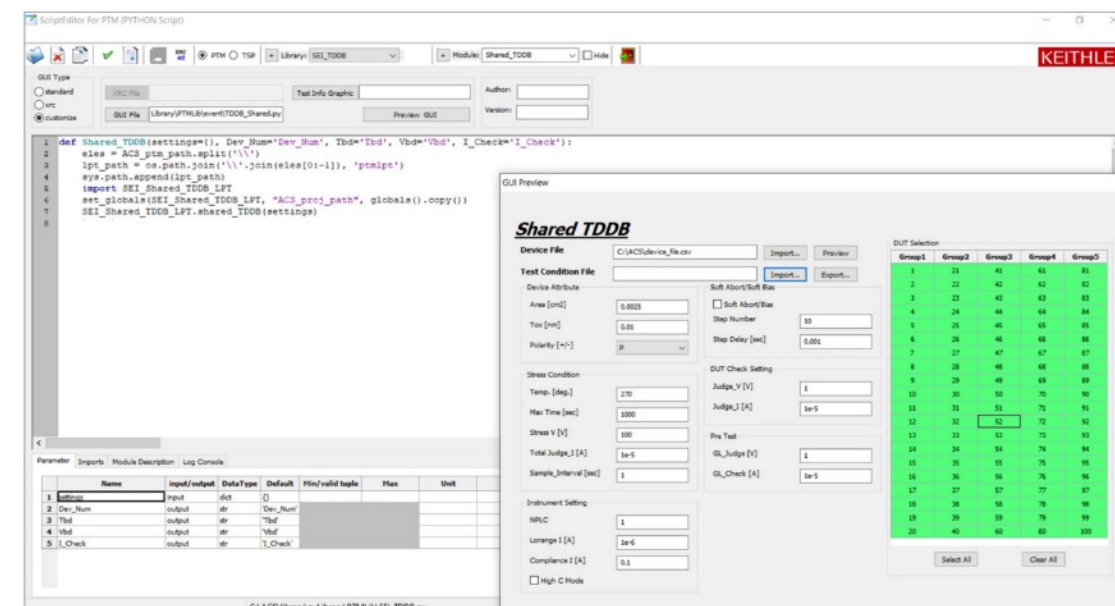 ScriptEditor For PTM (PYTHON Script)
PTM TSP + Library: SEI_TDDB + Module: Shared_TDDB Hide KEITHLE
GUI Type
standard XRC File Test Info Graphic Author:
xrc
customize GUI File Library\PTMLib\event\TDDB_Shared.py Preview GUI Version:
1 def Shared_TDDB(settings={}, Dev_Num='Dev_Num', Tbd='Tbd', Vbd='Vbd', I_Check='I_Check'):
2 eles = ACS_ptm_path.split('\\')
3 lpt_path = os.path.join('\\'.join(eles[0:-1]), 'ptmlpt')
4 sys.path.append(lpt_path)
5 import SEI_Shared_TDDB_LPT
6 set_globals(SEI_Shared_TDDB_LPT, "ACS_proj_path", globals().copy())
7 SEI_Shared_TDDB_LPT.shared_TDDB(settings)
8
Parameter Imports Module Description Log Console
Name input/output DataType Default Min/valid tuple Max Unit
1 settings input dict {}
2 Dev_Num output str 'Dev_Num'
3 Tbd output str 'Tbd'
4 Vbd output str 'Vbd'
5 I_Check output str 'I_Check'
GUI Preview
Shared TDDB
Device File C:\ACS\device_file.csv Import... Preview
Test Condition File Import... Export...
Device Attribute
Area [cm2] 0.0025
Tox [nm] 0.01
Polarity [+/-] p
Stress Condition
Temp. [deg.] 270
Max Time [sec] 1000
Stress V [V] 100
Total Judge_I [A] 1e-5
Sample_Interval [sec] 1
Instrument Setting
NPLC 1
Lorange I [A] 1e-6
Compliance I [A] 0.1
High C Mode
Soft Abort/Soft Bias
Soft Abort/Bias
Step Number 10
Step Delay [sec] 0.001
DUT Check Setting
Judge_V [V] 1
Judge_I [A] 1e-5
Pre Test
GL_Judge [V] 1
GL_Check [A] 1e-5
DUT Selection
Group1 Group2 Group3 Group4 Group5
1 21 41 61 81
2 22 42 62 82
3 23 43 63 83
4 24 44 64 84
5 25 45 65 85
6 26 46 66 86
7 27 47 67 87
8 28 48 68 88
9 29 49 69 89
10 30 50 70 90
11 31 51 71 91
12 32 52 72 92
13 33 53 73 93
14 34 54 74 94
15 35 55 75 95
16 36 56 76 96
17 37 57 77 97
18 38 58 78 98
19 39 59 79 99
20 40 60 80 100
Select All Clear All